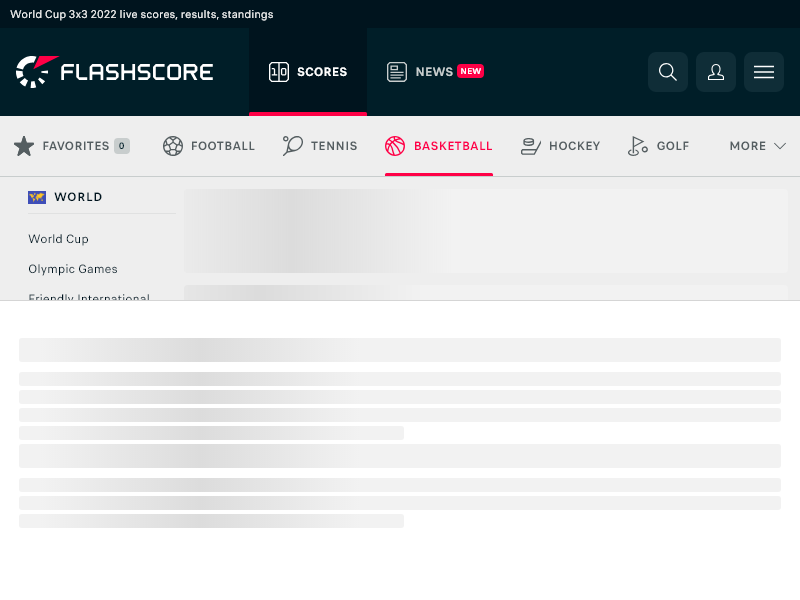 World Cup 3x3 2022 live scores, results, standings
FLASHSCORE
10 SCORES
NEWS NEW
FAVORITES 0
FOOTBALL
TENNIS
BASKETBALL
HOCKEY
GOLF
MORE
WORLD
World Cup
Olympic Games
Friendly International